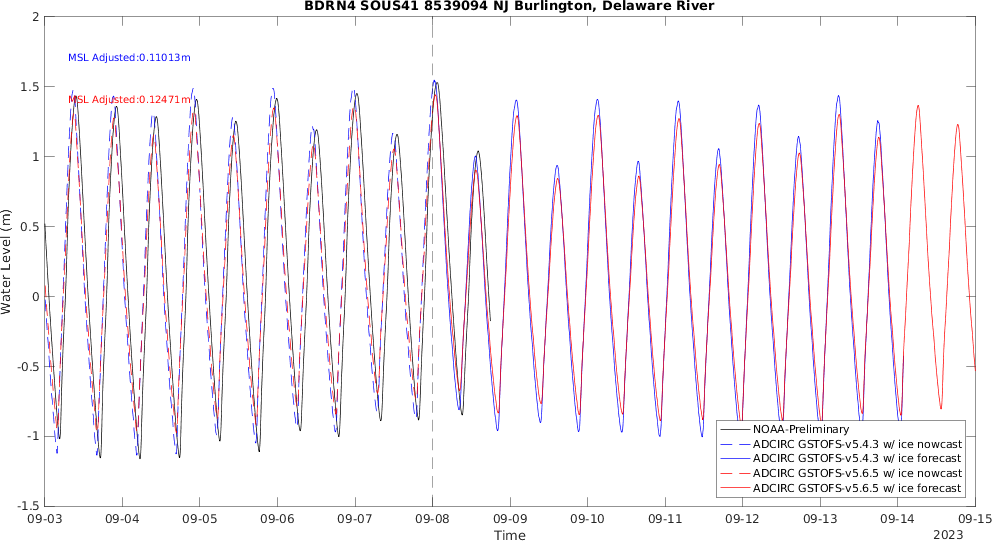 BDRN4 SOUS41 8539094 NJ Burlington, Delaware River
2
1.5
1
0.5
0
-0.5
-1
-1.5
Water Level (m)
MSL Adjusted:0.11013m
MSL Adjusted:0.12471m
NOAA-Preliminary
ADCIRC GSTOFS-v5.4.3 w/ ice nowcast
ADCIRC GSTOFS-v5.4.3 w/ ice forecast
ADCIRC GSTOFS-v5.6.5 w/ ice nowcast
ADCIRC GSTOFS-v5.6.5 w/ ice forecast
09-03 09-04 09-05 09-06 09-07 09-08 09-09 09-10 09-11 09-12 09-13 09-14 09-15
Time
2023